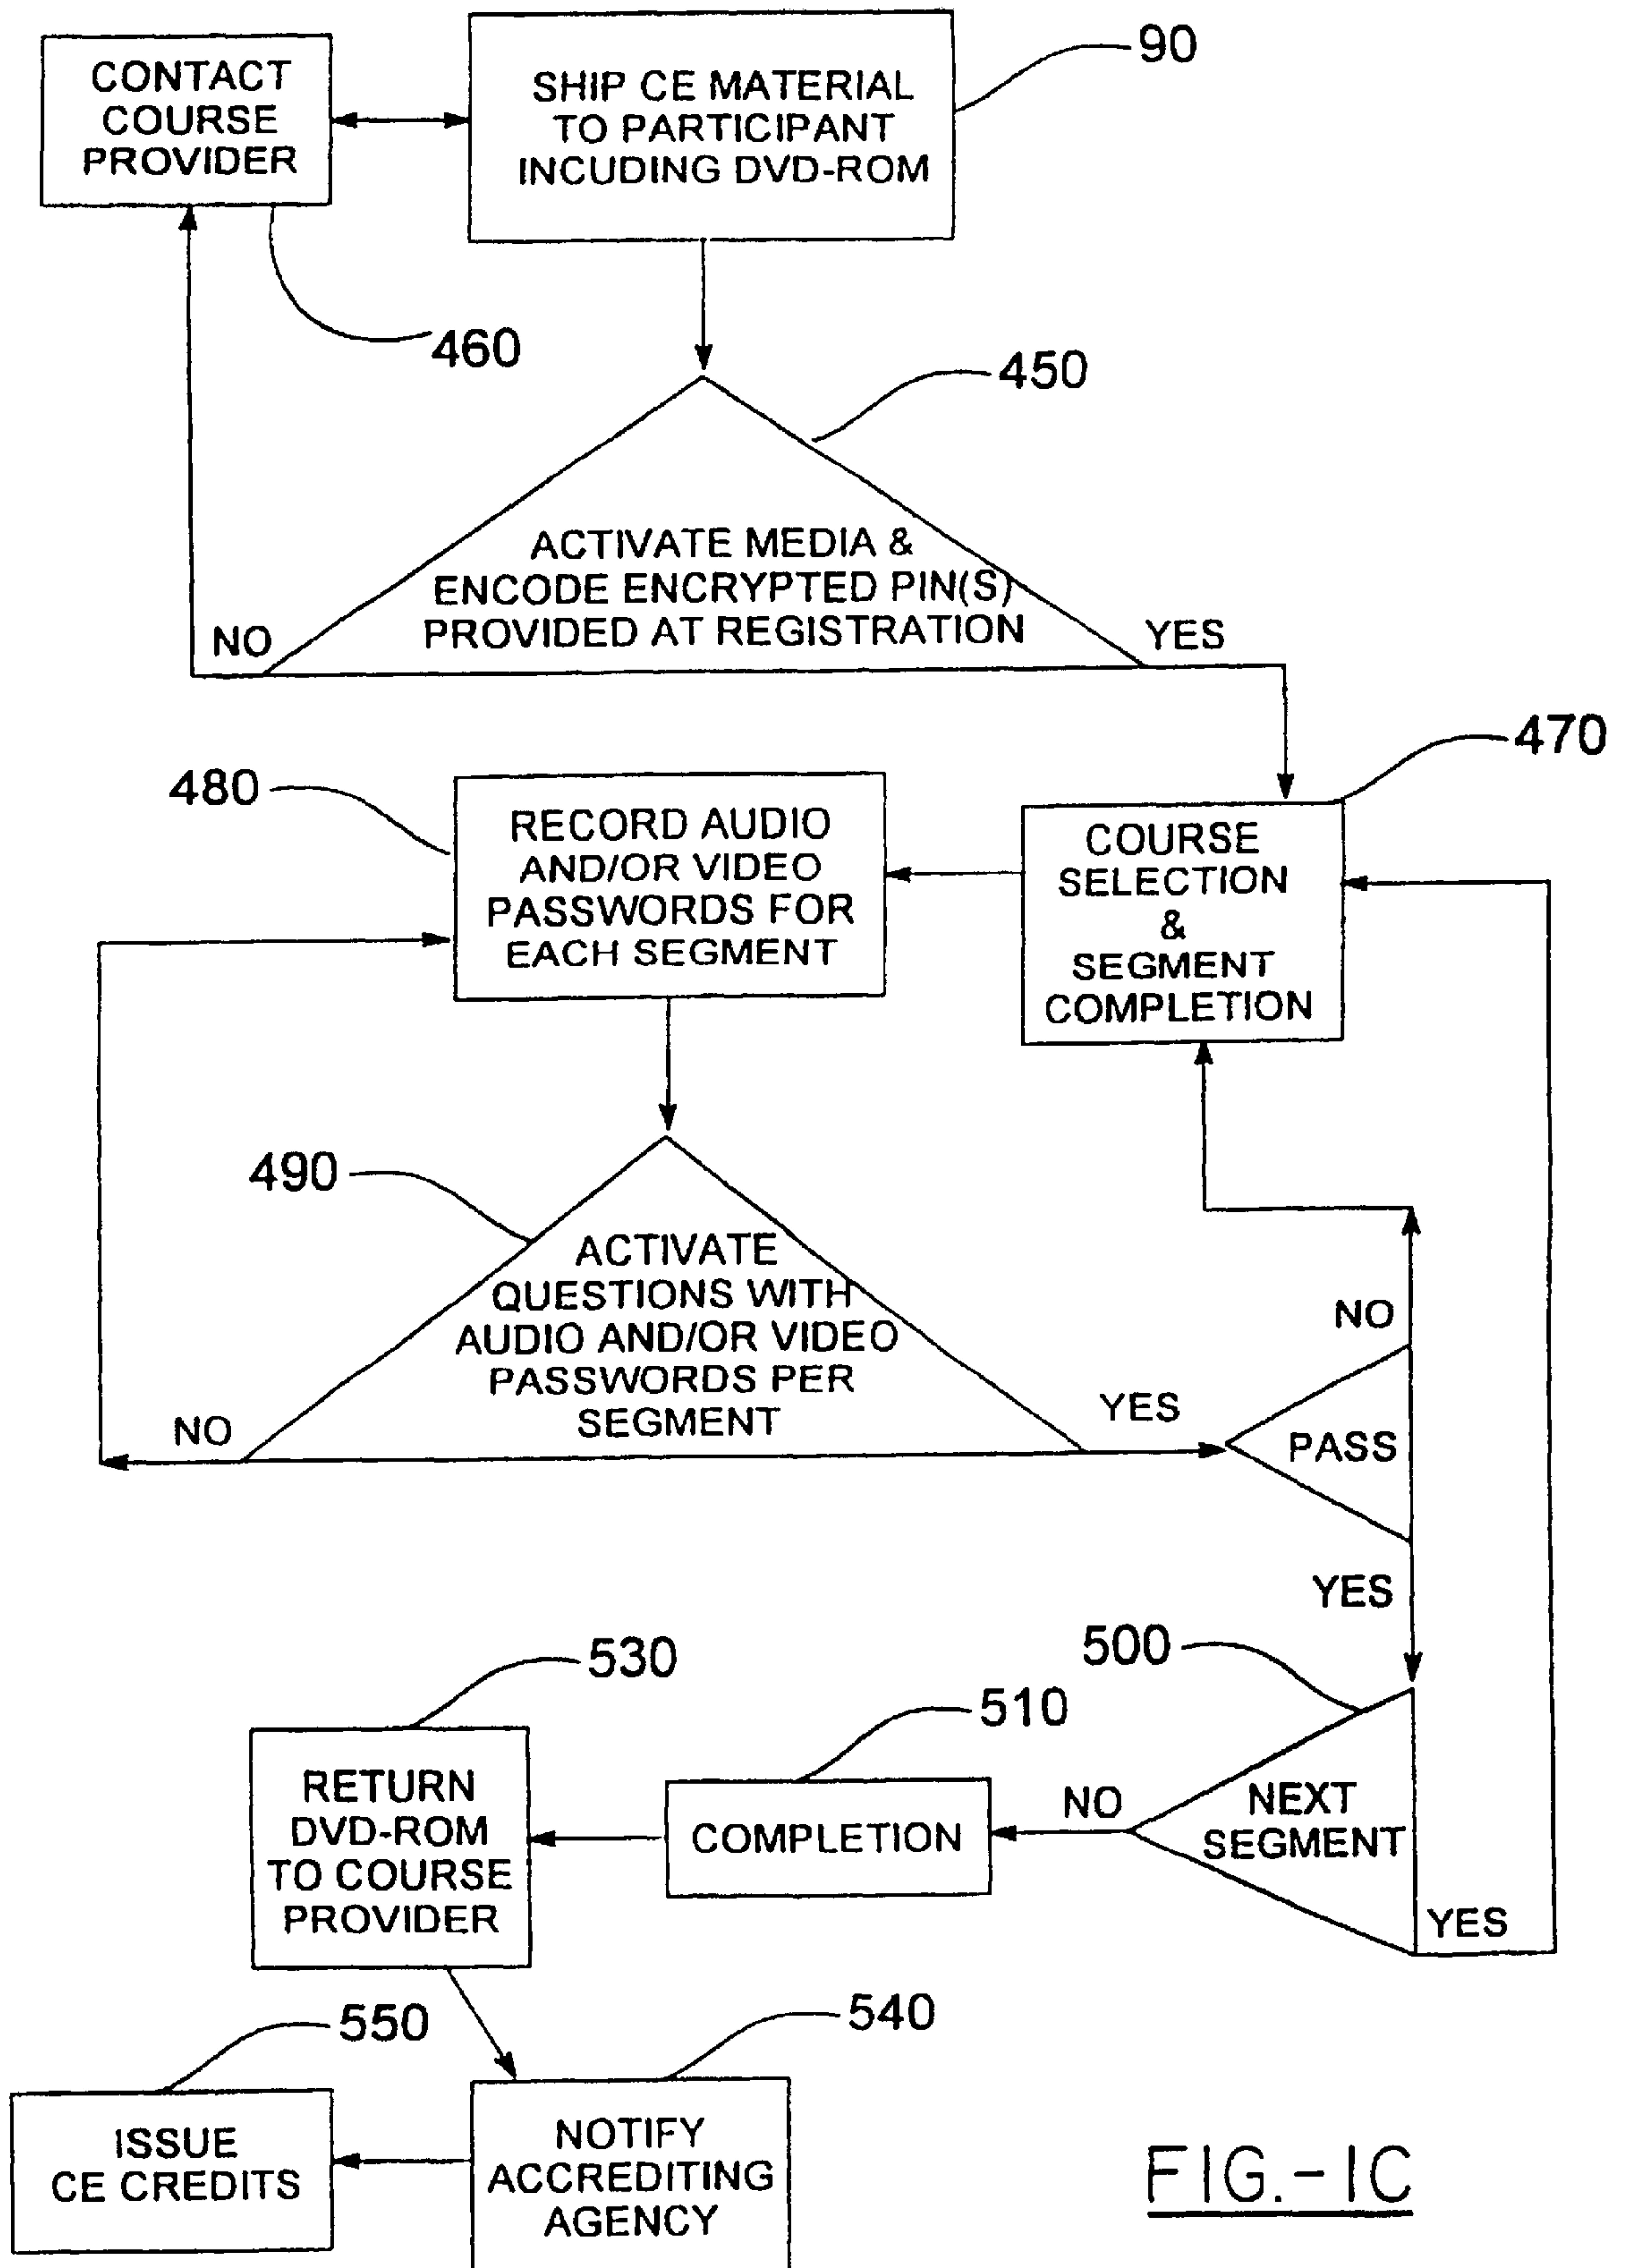 CONTACT
COURSE
PROVIDER
SHIP CE MATERIAL
TO PARTICIPANT
INCUDING DVD-ROM
90
460
450
ACTIVATE MEDIA &
ENCODE ENCRYPTED PIN(S)
PROVIDED AT REGISTRATION
NO
YES
470
480
RECORD AUDIO
AND/OR VIDEO
PASSWORDS FOR
EACH SEGMENT
COURSE
SELECTION
&
SEGMENT
COMPLETION
490
ACTIVATE
QUESTIONS WITH
AUDIO AND/OR VIDEO
PASSWORDS PER
SEGMENT
NO
YES
NO
PASS
YES
500
530
510
RETURN
DVD-ROM
TO COURSE
PROVIDER
COMPLETION
NO
NEXT
SEGMENT
YES
550
540
ISSUE
CE CREDITS
NOTIFY
ACCREDITING
AGENCY
FIG.-1C